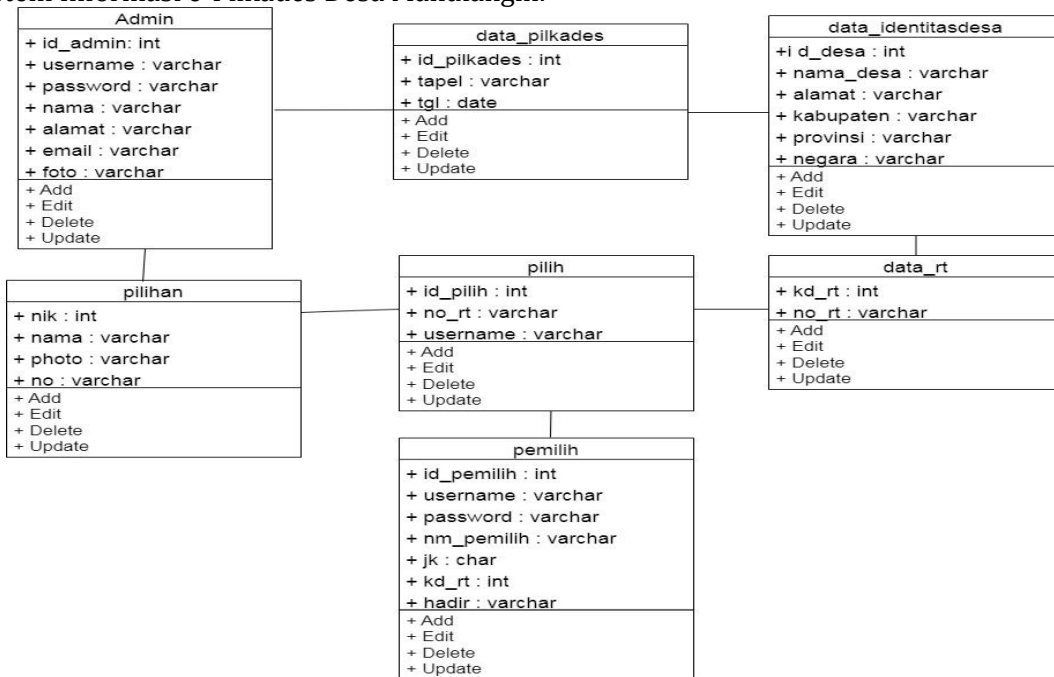 Admin
+ id_admin: int
+ username : varchar
+ password : varchar
+ nama : varchar
+ alamat : varchar
+ email : varchar
+ foto : varchar
+ Add
+ Edit
+ Delete
+ Update
data_pilkades
+ id_pilkades : int
+ tapel : varchar
+ tgl : date
+ Add
+ Edit
+ Delete
+ Update
data_identitasdesa
+i d_desa : int
+ nama_desa : varchar
+ alamat : varchar
+ kabupaten : varchar
+ provinsi : varchar
+ negara : varchar
+ Add
+ Edit
+ Delete
+ Update
pilihan
+ nik : int
+ nama : varchar
+ photo : varchar
+ no : varchar
+ Add
+ Edit
+ Delete
+ Update
pilih
+ id_pilih : int
+ no_rt : varchar
+ username : varchar
+ Add
+ Edit
+ Delete
+ Update
data_rt
+ kd_rt : int
+ no_rt : varchar
+ Add
+ Edit
+ Delete
+ Update
pemilih
+ id_pemilih : int
+ username : varchar
+ password : varchar
+ nm_pemilih : varchar
+ jk : char
+ kd_rt : int
+ hadir : varchar
+ Add
+ Edit
+ Delete
+ Update